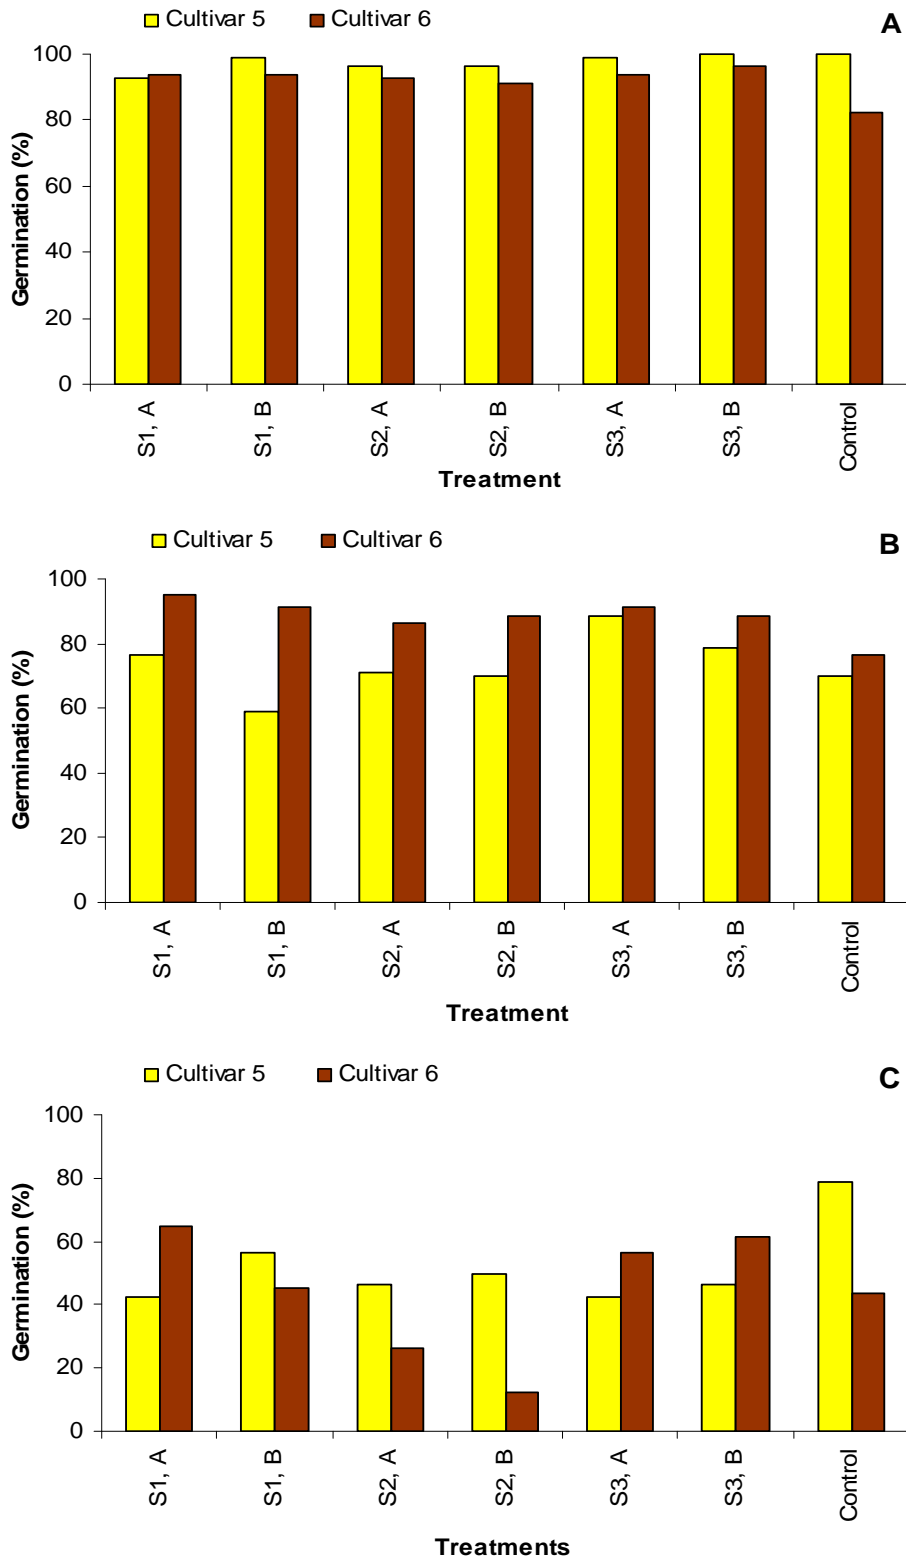 Cultivar 5 Cultivar 6 A
100
80
60
40
20
0
Germination (%)
S1, A S1, B S2, A S2, B S3, A S3, B Control
Treatment
Cultivar 5 Cultivar 6 B
100
80
60
40
20
0
Germination (%)
S1, A S1, B S2, A S2, B S3, A S3, B Control
Treatment
Cultivar 5 Cultivar 6 C
100
80
60
40
20
0
Germination (%)
S1, A S1, B S2, A S2, B S3, A S3, B Control
Treatments